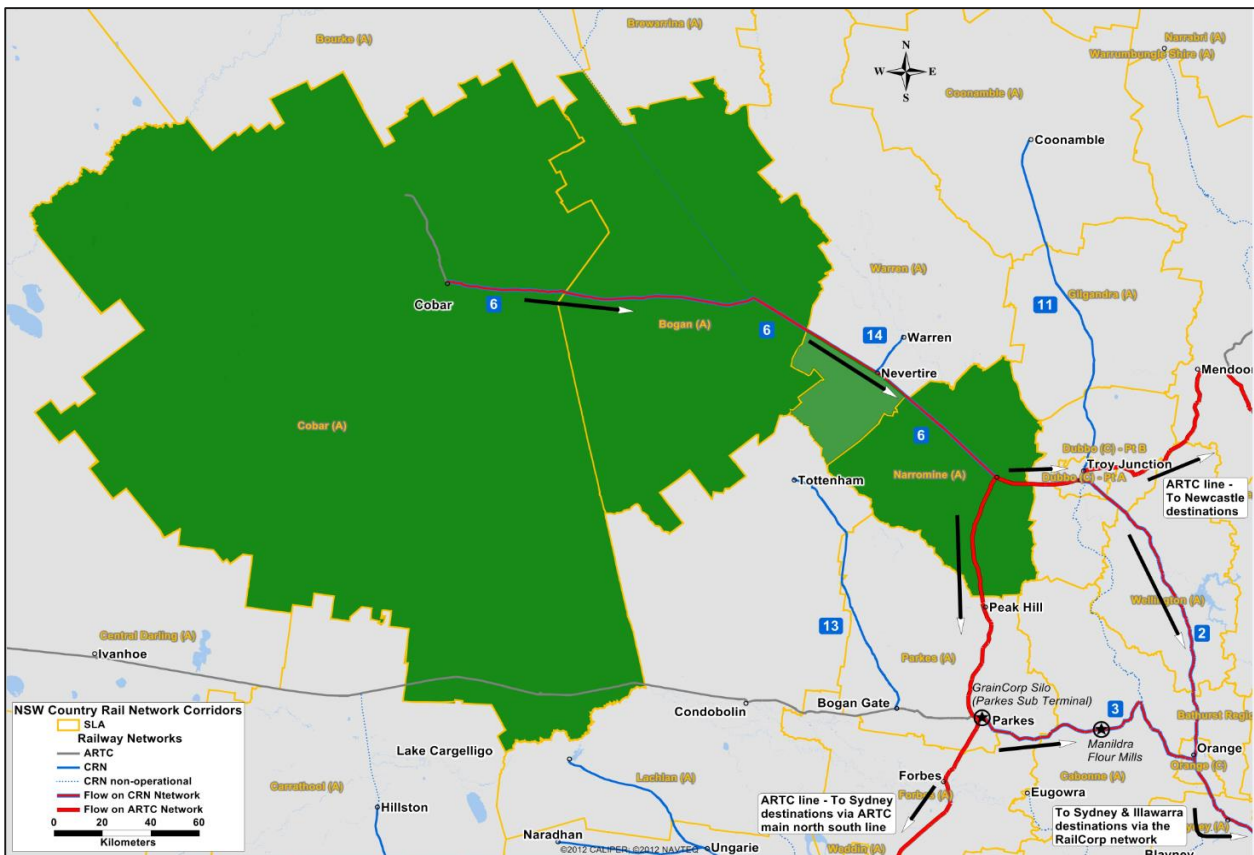 Bourke (A)
Brewarrina (A)
Narrabri (A)
Warrumbungle Shire (A)
N
W E
S
Coonamble (A)
Coonamble
Warren (A)
Gilgandra (A)
11
Cobar
6
Bogan (A)
6
14
Warren
Nevertire
Cobar (A)
6
Narromine (A)
Dubbo (C) - Pt B
Troy Junction
Dubbo (C) - Pt A
Tottenham
ARTC line -
To Newcastle
destinations
Wellington (A)
2
Peak Hill
13
Parkes (A)
Central Darling (A)
Ivanhoe
GrainCorp Silo
(Parkes Sub Terminal)
Condobolin
Bogan Gate
Parkes
3
Manildra
Flour Mills
Orange
Orange (C)
NSW Country Rail Network Corridors
SLA
Railway Networks
ARTC
CRN
CRN non-operational
Flow on CRN Ntetwork
Flow on ARTC Network
0 20 40 60
Kilometers
Lake Cargelligo
Carrathool (A)
Lachlan (A)
Hillston
Naradhan
Ungarie
Forbes
Forbes (A)
Cabonne (A)
Eugowra
ARTC line - To Sydney
destinations via ARTC
main north south line
To Sydney & Illawarra
destinations via the
RailCorp network
©2012 CALIPER; ©2012 NAVTEQ